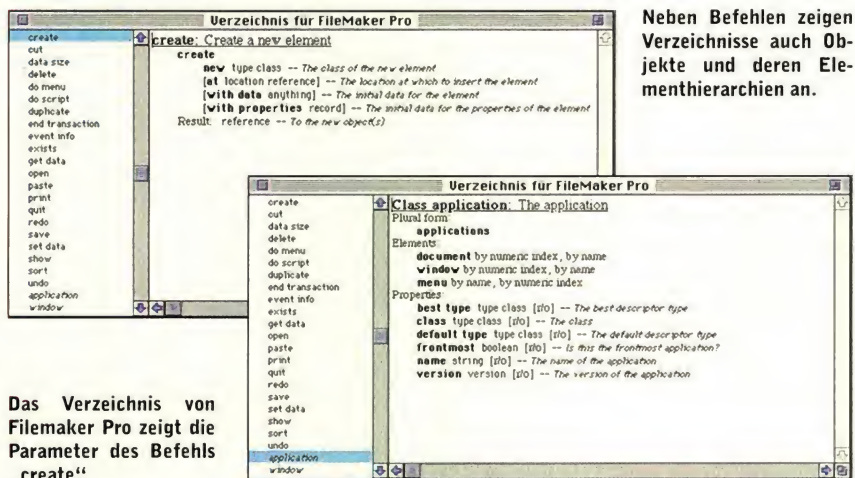 Verzeichnis für FileMaker Pro
create
cut
data size
delete
do menu
do script
duplicate
end transaction
event info
exists
get data
open
paste
print
quit
redo
save
set data
show
sort
undo
application
window
create: Create a new element
create
new type class -- The class of the new element
[at location reference] -- The location at which to insert the element
[with data anything] -- The initial data for the element
[with properties record] -- The initial data for the properties of the element
Result: reference -- To the new object(s)
Neben Befehlen zeigen
Verzeichnisse auch Ob-
jekte und deren Ele-
menthierarchien an.
Verzeichnis für FileMaker Pro
create
cut
data size
delete
do menu
do script
duplicate
end transaction
event info
exists
get data
open
paste
print
quit
redo
save
set data
show
sort
undo
application
window
Class application: The application
Plural form:
applications
Elements:
document by numeric index, by name
window by numeric index, by name
menu by name, by numeric index
Properties:
best type type class [r/o] -- The best descriptor type
class type class [r/o] -- The class
default type type class [r/o] -- The default descriptor type
frontmost boolean [r/o] -- Is this the frontmost application?
name string [r/o] -- The name of the application
version version [r/o] -- The version of the application
Das Verzeichnis von
Filemaker Pro zeigt die
Parameter des Befehls
„create“